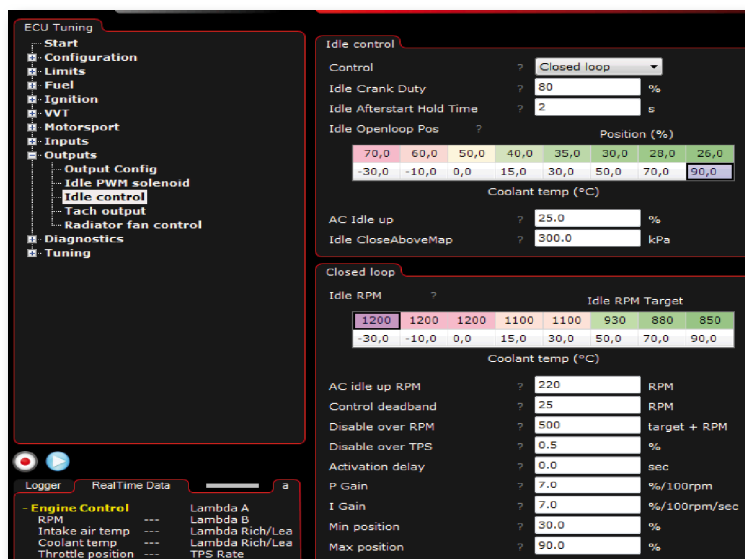 ECU Tuning
Start
Configuration
Limits
Fuel
Ignition
VVT
Motorsport
Inputs
Outputs
Output Config
Idle PWM solenoid
Idle control
Tach output
Radiator fan control
Diagnostics
Tuning
Idle control
Control ? Closed loop
Idle Crank Duty ? 80 %
Idle Afterstart Hold Time ? 2 s
Idle Openloop Pos ? Position (%)
70,0 60,0 50,0 40,0 35,0 30,0 28,0 26,0
-30,0 -10,0 0,0 15,0 30,0 50,0 70,0 90,0
Coolant temp (°C)
AC Idle up ? 25.0 %
Idle CloseAboveMap ? 300.0 kPa
Closed loop
Idle RPM ? Idle RPM Target
1200 1200 1200 1100 1100 930 880 850
-30,0 -10,0 0,0 15,0 30,0 50,0 70,0 90,0
Coolant temp (°C)
AC idle up RPM ? 220 RPM
Control deadband ? 25 RPM
Disable over RPM ? 500 target + RPM
Disable over TPS ? 0.5 %
Activation delay ? 0.0 sec
P Gain ? 7.0 %/100rpm
I Gain ? 7.0 %/100rpm/sec
Min position ? 30.0 %
Max position ? 90.0 %
Logger RealTime Data a
- Engine Control Lambda A
RPM --- Lambda B
Intake air temp --- Lambda Rich/Lea
Coolant temp --- Lambda Rich/Lea
Throttle position --- TPS Rate